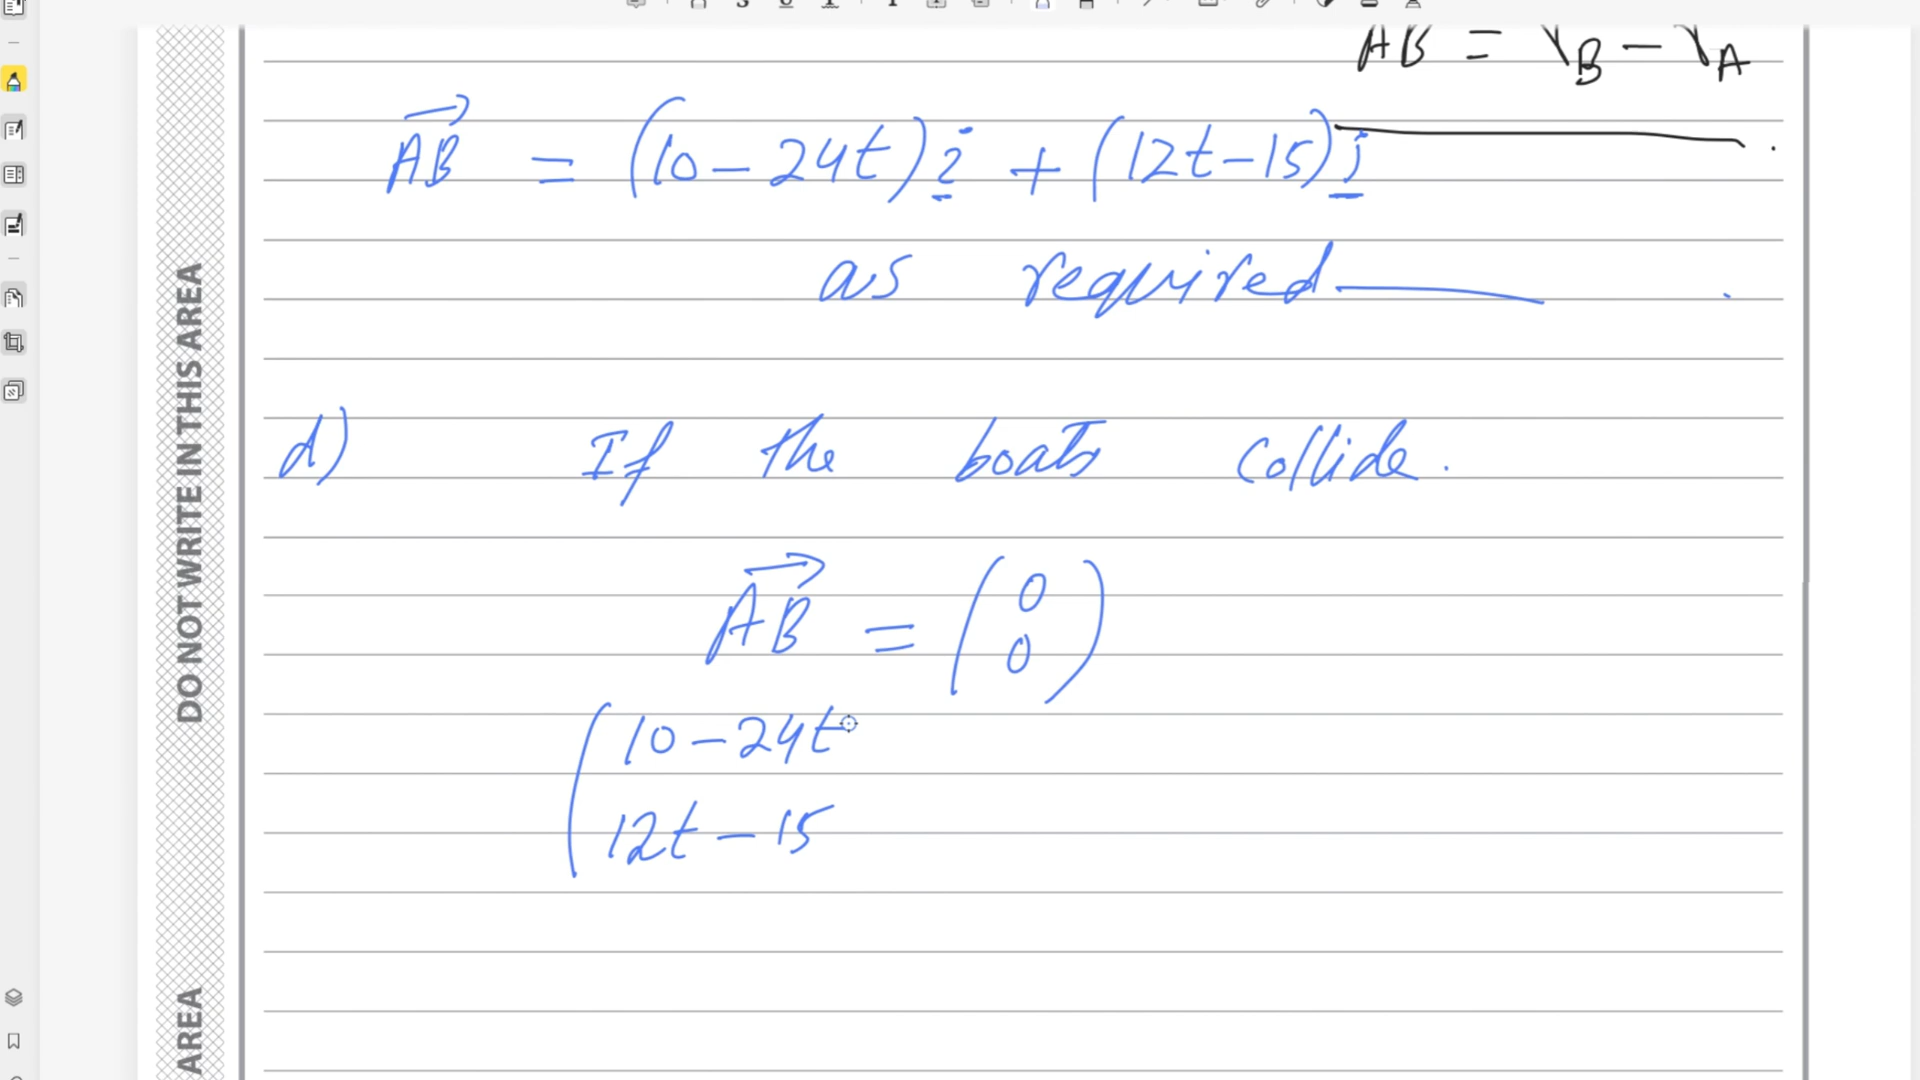 AB = r_B - r_A
AB = (10 - 24t) i + (12t - 15) j
as required
d) If the boats collide.
AB = (0
0)
(10 - 24t
12t - 15
DO NOT WRITE IN THIS AREA
AREA